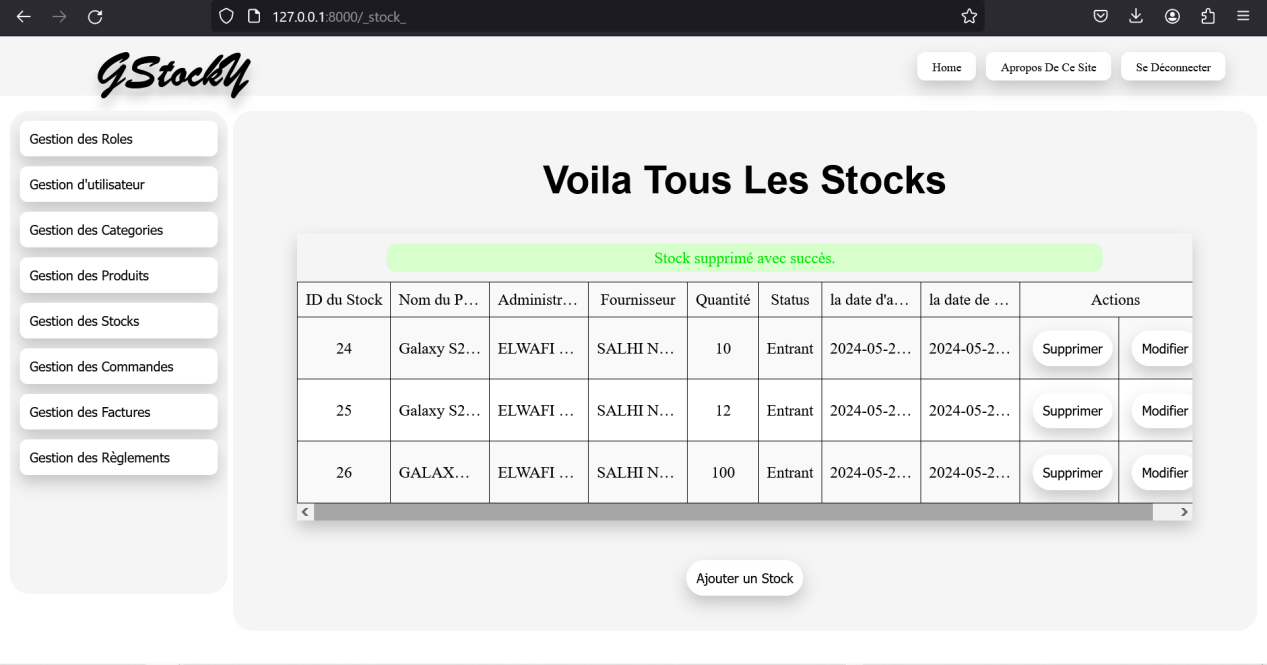 127.0.0.1:8000/_stock_
GStockY
Home Apropos De Ce Site Se Déconnecter
Gestion des Roles
Gestion d'utilisateur
Gestion des Categories
Gestion des Produits
Gestion des Stocks
Gestion des Commandes
Gestion des Factures
Gestion des Règlements
Voila Tous Les Stocks
Stock supprimé avec succès.
ID du Stock Nom du P... Administr... Fournisseur Quantité Status la date d'a... la date de ... Actions
24 Galaxy S2... ELWAFI ... SALHI N... 10 Entrant 2024-05-2... 2024-05-2... Supprimer Modifier
25 Galaxy S2... ELWAFI ... SALHI N... 12 Entrant 2024-05-2... 2024-05-2... Supprimer Modifier
26 GALAX... ELWAFI ... SALHI N... 100 Entrant 2024-05-2... 2024-05-2... Supprimer Modifier
Ajouter un Stock